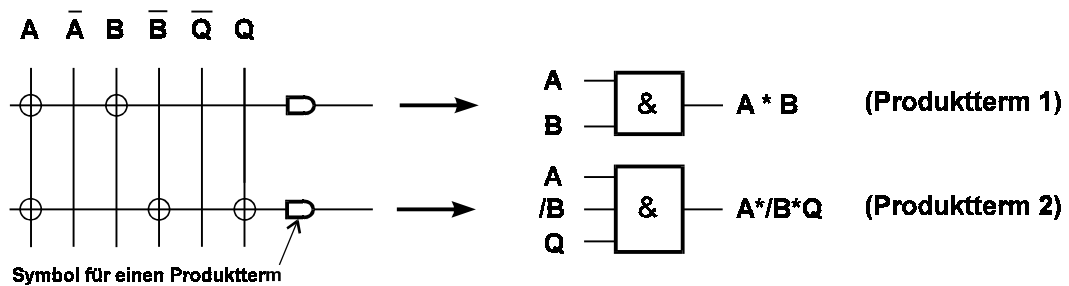 A A̅ B B̅ Q̅ Q
A
B
&
A * B
(Produktterm 1)
A
/B
Q
&
A*/B*Q
(Produktterm 2)
Symbol für einen Produktterm